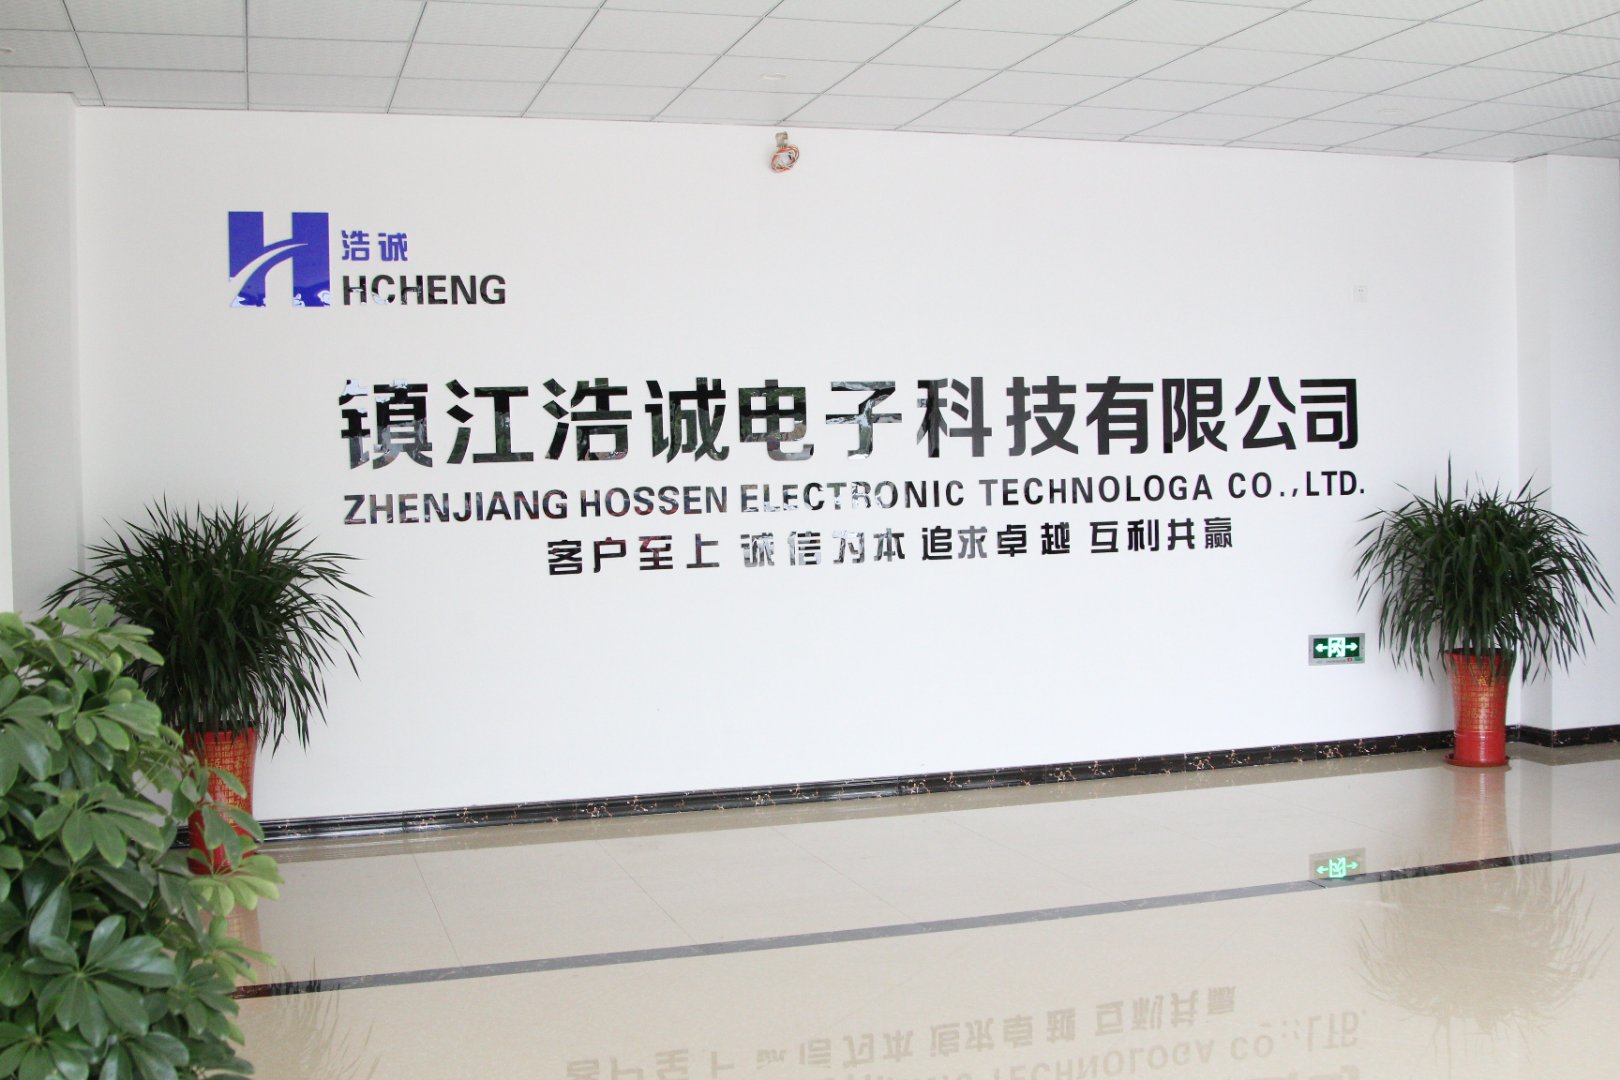 浩诚
HCHENG
镇江浩诚电子科技有限公司
ZHENJIANG HOSSEN ELECTRONIC TECHNOLOGA CO.,LTD.
客户至上 诚信为本 追求卓越 互利共赢